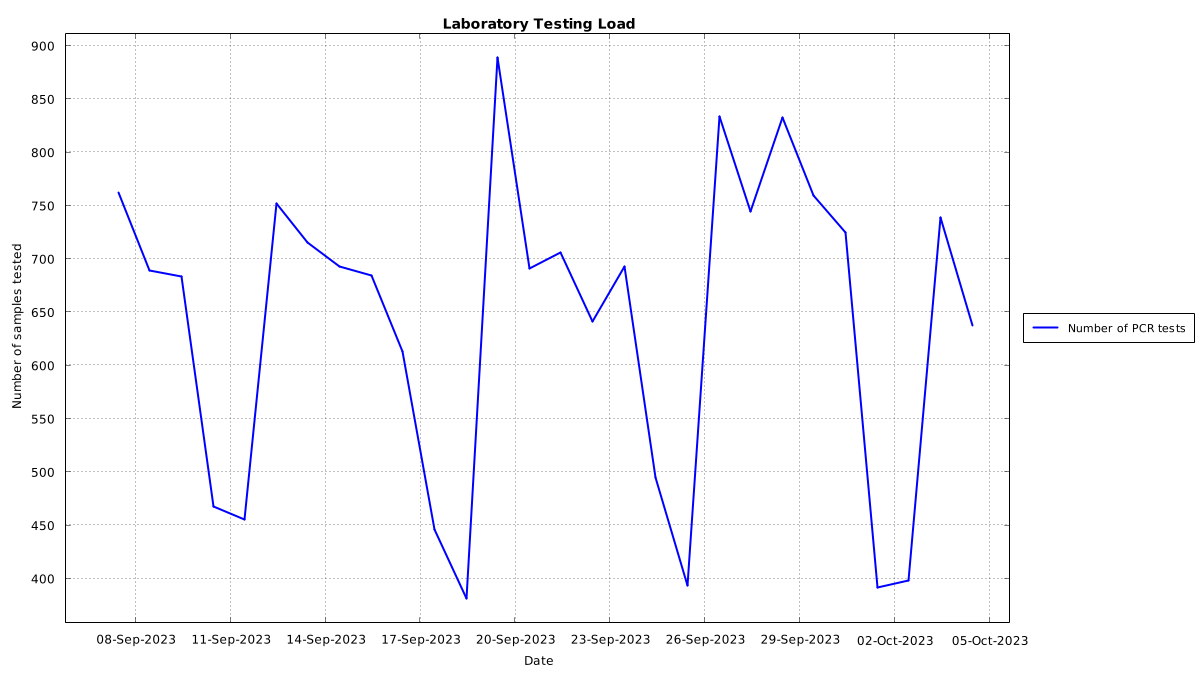 Laboratory Testing Load
900
850
800
750
700
650
600
550
500
450
400
Number of samples tested
08-Sep-2023 11-Sep-2023 14-Sep-2023 17-Sep-2023 20-Sep-2023 23-Sep-2023 26-Sep-2023 29-Sep-2023 02-Oct-2023 05-Oct-2023
Date
Number of PCR tests